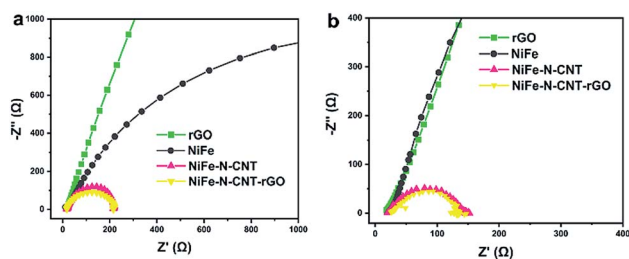 a
1000
800
600
400
200
0
-Z'' (Ω)
rGO
NiFe
NiFe-N-CNT
NiFe-N-CNT-rGO
0 200 400 600 800 1000
Z' (Ω)
b
400
300
200
100
0
-Z'' (Ω)
rGO
NiFe
NiFe-N-CNT
NiFe-N-CNT-rGO
0 100 200 300 400
Z' (Ω)